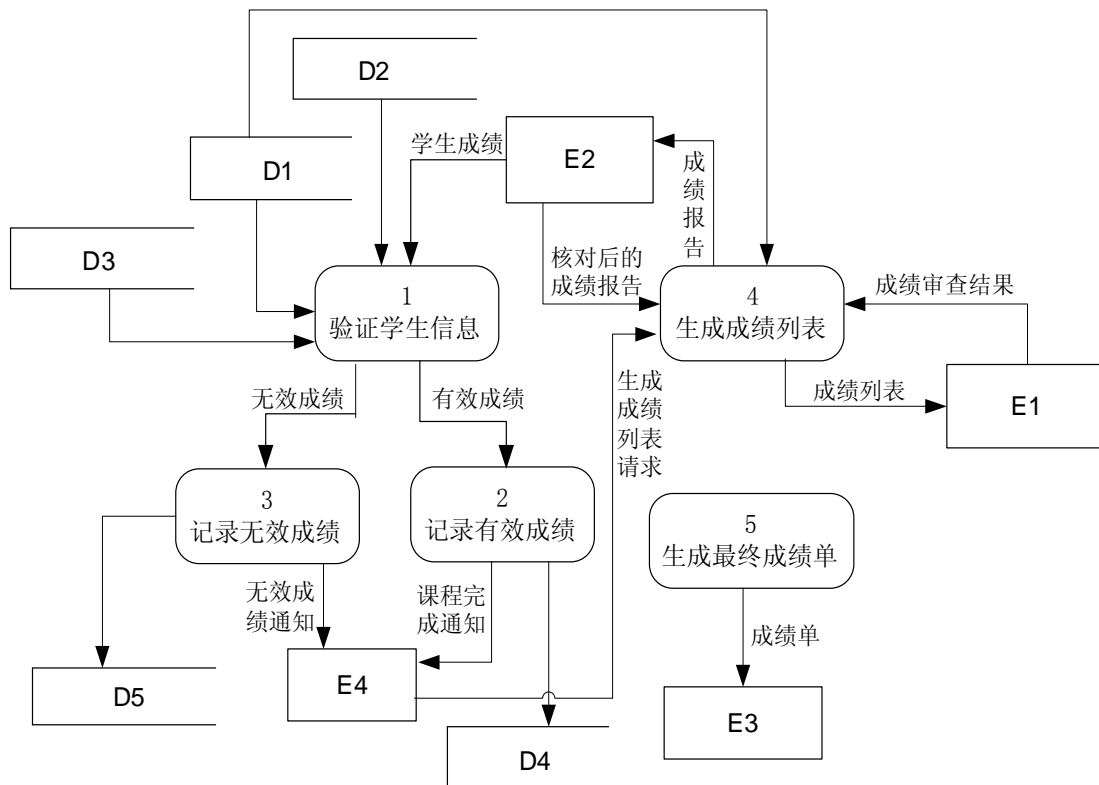 D2
D1
学生成绩
E2
成
绩
报
告
D3
核对后的
成绩报告
成绩审查结果
1
验证学生信息
4
生成成绩列表
无效成绩
有效成绩
生成
成绩
列表
请求
成绩列表
E1
3
记录无效成绩
2
记录有效成绩
5
生成最终成绩单
无效成
绩通知
课程完
成通知
成绩单
D5
E4
E3
D4